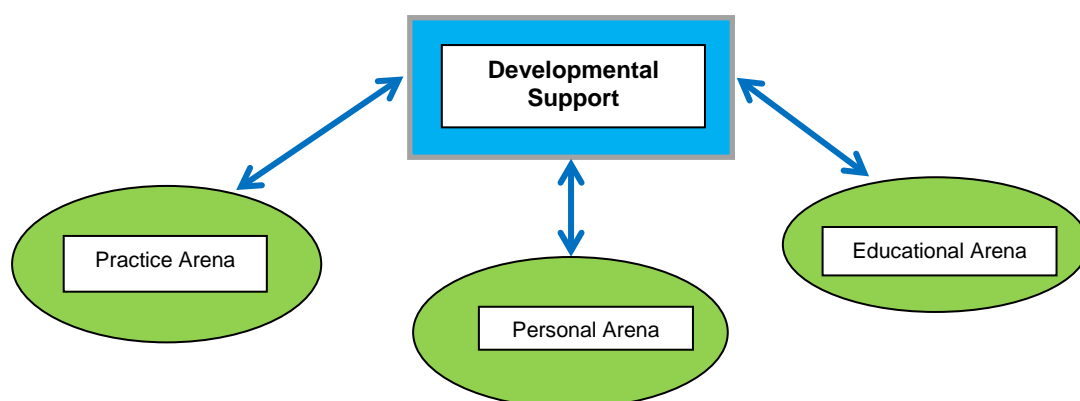 Developmental
Support
Practice Arena
Educational Arena
Personal Arena